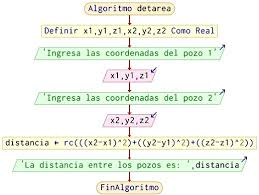 Algoritmo detarea
Definir x1,y1,z1,x2,y2,z2 Como Real
'Ingresa las coordenadas del pozo 1'
x1,y1,z1
'Ingresa las coordenadas del pozo 2'
x2,y2,z2
distancia ← rc(((x2-x1)^2)+((y2-y1)^2)+((z2-z1)^2))
'La distancia entre los pozos es: ',distancia
FinAlgoritmo